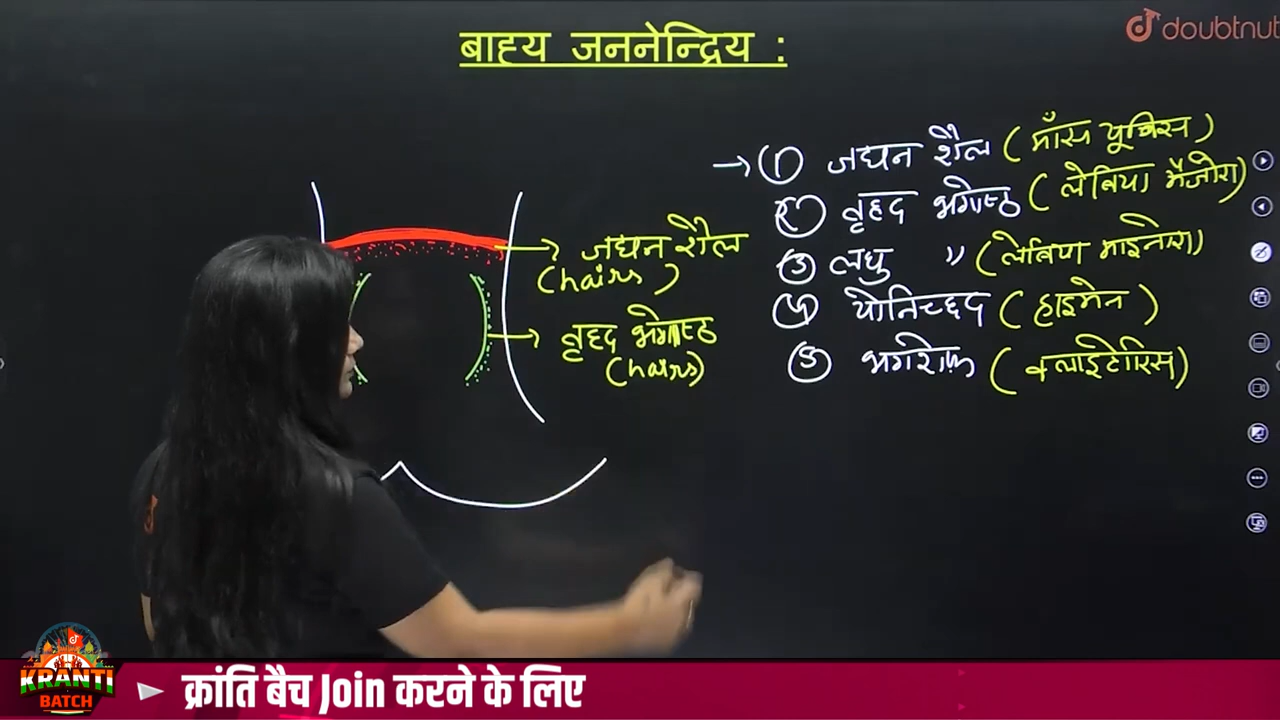 बाह्य जननेन्द्रिय :
doubtnut
→ ① जघन शैल (माँस प्यूबिस)
② वृहद भगोष्ठ (लेबिया मेजोरा)
③ लघु " (लेबिया माइनोरा)
④ योनिच्छद (हाइमेन)
⑤ भगशिफ (क्लाइटोरिस)
जघन शैल
(hairs)
वृहद भगोष्ठ
(hairs)
KRANTI
BATCH
क्रांति बैच Join करने के लिए